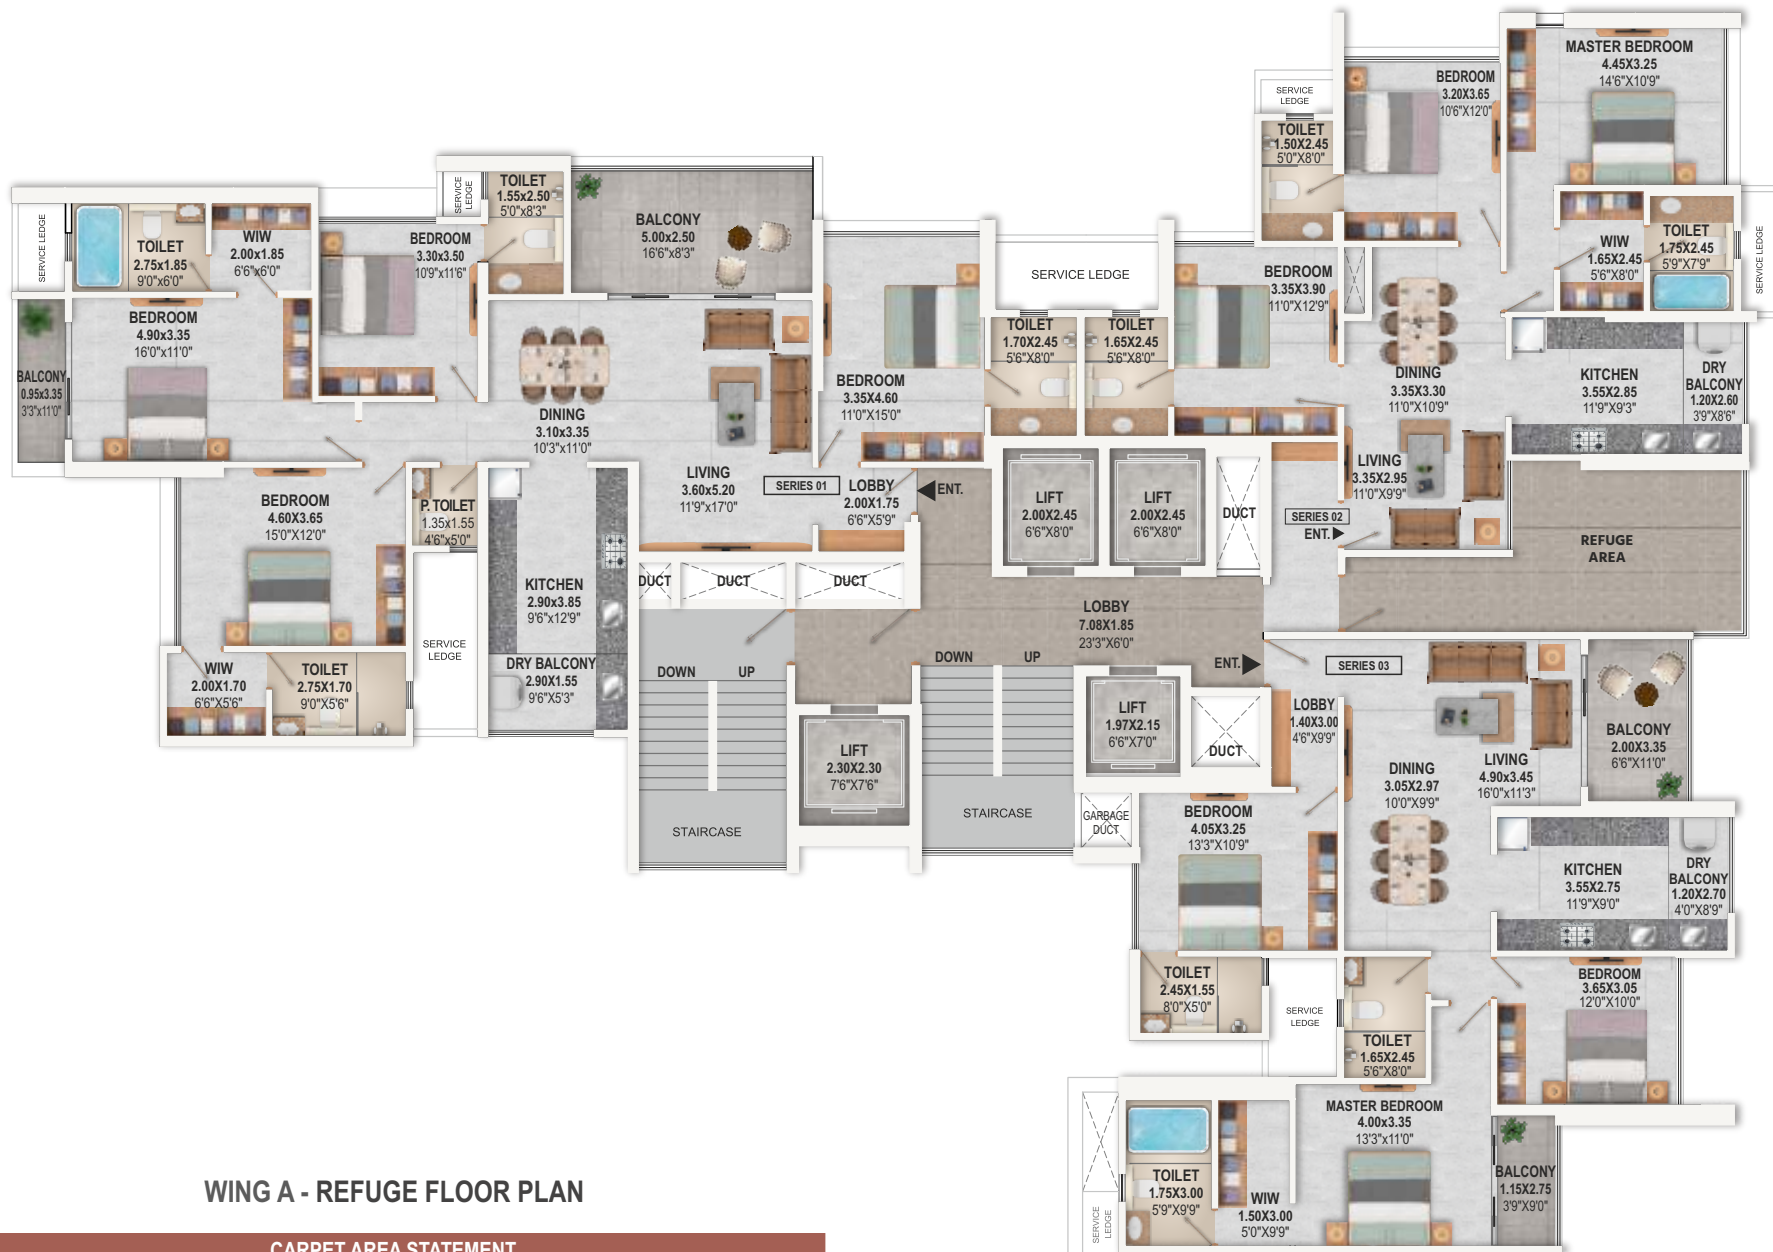 MASTER BEDROOM
4.45X3.25
14'6"X10'9"
BEDROOM
3.20X3.65
10'6"X12'0"
SERVICE
LEDGE
TOILET
1.50X2.45
5'0"X8'0"
WIW
1.65X2.45
5'6"X8'0"
TOILET
1.75X2.45
5'9"X7'9"
SERVICE LEDGE
SERVICE LEDGE
TOILET
2.75x1.85
9'0"x6'0"
WIW
2.00x1.85
6'6"x6'0"
BEDROOM
3.30x3.50
10'9"x11'6"
SERVICE
LEDGE
TOILET
1.55x2.50
5'0"x8'3"
BALCONY
5.00x2.50
16'6"x8'3"
SERVICE LEDGE
BEDROOM
3.35X3.90
11'0"X12'9"
BEDROOM
4.90x3.35
16'0"x11'0"
BALCONY
0.95x3.35
3'3"x11'0"
TOILET
1.70X2.45
5'6"X8'0"
TOILET
1.65X2.45
5'6"X8'0"
BEDROOM
3.35X4.60
11'0"X15'0"
DINING
3.35X3.30
11'0"X10'9"
KITCHEN
3.55X2.85
11'9"X9'3"
DRY
BALCONY
1.20X2.60
3'9"X8'6"
DINING
3.10x3.35
10'3"x11'0"
LIVING
3.60x5.20
11'9"x17'0"
SERIES 01
LOBBY
2.00X1.75
6'6"X5'9"
ENT.
LIFT
2.00X2.45
6'6"X8'0"
LIFT
2.00X2.45
6'6"X8'0"
DUCT
SERIES 02
ENT.
LIVING
3.35X2.95
11'0"X9'9"
REFUGE
AREA
BEDROOM
4.60X3.65
15'0"X12'0"
P. TOILET
1.35x1.55
4'6"x5'0"
KITCHEN
2.90x3.85
9'6"x12'9"
DUCT
DUCT
DUCT
SERVICE
LEDGE
LOBBY
7.08X1.85
23'3"X6'0"
WIW
2.00X1.70
6'6"X5'6"
TOILET
2.75X1.70
9'0"X5'6"
DRY BALCONY
2.90X1.55
9'6"X5'3"
DOWN
UP
DOWN
UP
ENT.
SERIES 03
LIFT
2.30X2.30
7'6"X7'6"
LIFT
1.97X2.15
6'6"X7'0"
DUCT
LOBBY
1.40X3.00
4'6"X9'9"
DINING
3.05X2.97
10'0"X9'9"
LIVING
4.90x3.45
16'0"x11'3"
BALCONY
2.00X3.35
6'6"X11'0"
STAIRCASE
STAIRCASE
GARBAGE
DUCT
BEDROOM
4.05X3.25
13'3"X10'9"
KITCHEN
3.55X2.75
11'9"X9'0"
DRY
BALCONY
1.20X2.70
4'0"X8'9"
TOILET
2.45X1.55
8'0"X5'0"
SERVICE
LEDGE
TOILET
1.65X2.45
5'6"X8'0"
BEDROOM
3.65X3.05
12'0"X10'0"
MASTER BEDROOM
4.00x3.35
13'3"x11'0"
TOILET
1.75X3.00
5'9"X9'9"
WIW
1.50X3.00
5'0"X9'9"
BALCONY
1.15X2.75
3'9"X9'0"
SERVICE
LEDGE
WING A - REFUGE FLOOR PLAN
CARPET AREA STATEMENT